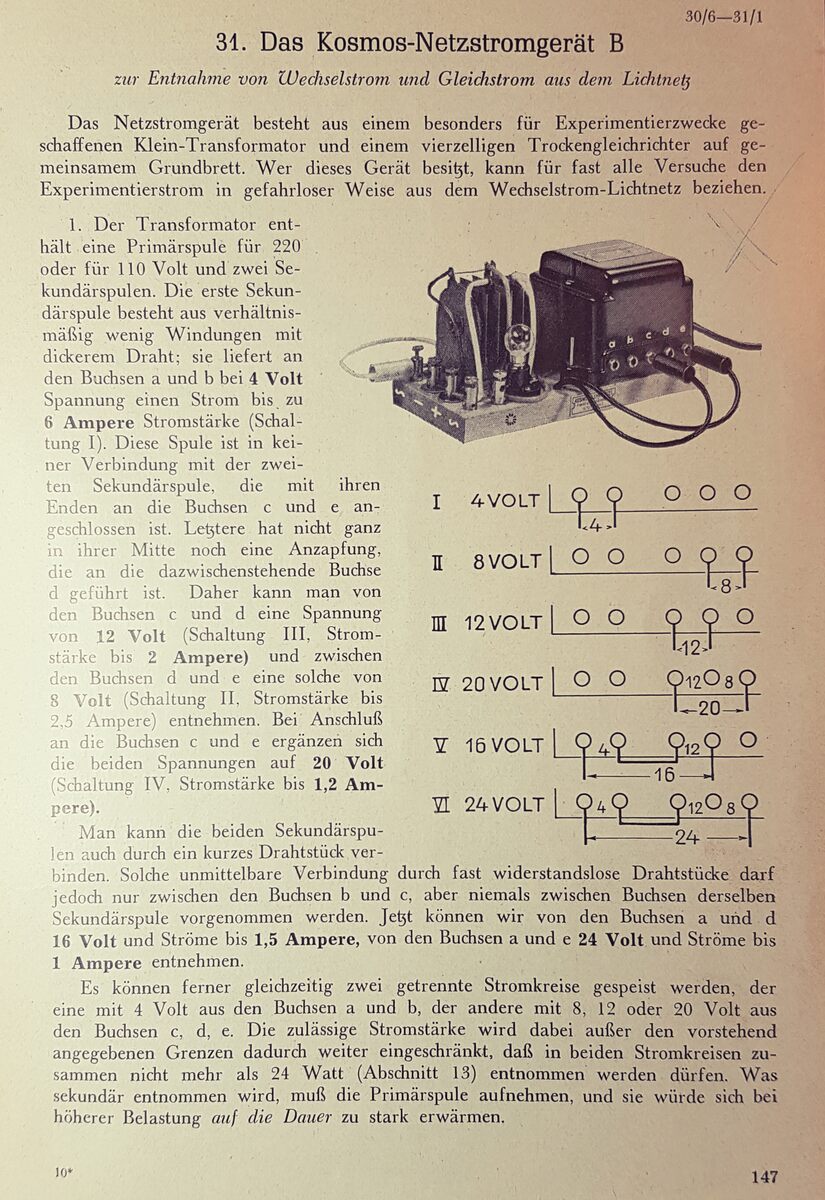 30/6—31/1
31. Das Kosmos-Netzstromgerät B
zur Entnahme von Wechselstrom und Gleichstrom aus dem Lichtnetz
Das Netzstromgerät besteht aus einem besonders für Experimentierzwecke ge-
schaffenen Klein-Transformator und einem vierzelligen Trockengleichrichter auf ge-
meinsamem Grundbrett. Wer dieses Gerät besitzt, kann für fast alle Versuche den
Experimentierstrom in gefahrloser Weise aus dem Wechselstrom-Lichtnetz beziehen.
1. Der Transformator ent-
hält eine Primärspule für 220
oder für 110 Volt und zwei Se-
kundärspulen. Die erste Sekun-
därspule besteht aus verhältnis-
mäßig wenig Windungen mit
dickerem Draht; sie liefert an
den Buchsen a und b bei 4 Volt
Spannung einen Strom bis zu
6 Ampere Stromstärke (Schal-
tung I). Diese Spule ist in kei-
ner Verbindung mit der zwei-
ten Sekundärspule, die mit ihren
Enden an die Buchsen c und e an-
geschlossen ist. Letztere hat nicht ganz
in ihrer Mitte noch eine Anzapfung,
die an die dazwischenstehende Buchse
d geführt ist. Daher kann man von
den Buchsen c und d eine Spannung
von 12 Volt (Schaltung III, Strom-
stärke bis 2 Ampere) und zwischen
den Buchsen d und e eine solche von
8 Volt (Schaltung II, Stromstärke bis
2,5 Ampere) entnehmen. Bei Anschluß
an die Buchsen c und e ergänzen sich
die beiden Spannungen auf 20 Volt
(Schaltung IV, Stromstärke bis 1,2 Am-
pere).
a b c d e
~ − + ~
I 4 VOLT
4
II 8 VOLT
8
III 12 VOLT
12
IV 20 VOLT 12 8
20
V 16 VOLT 4 12
16
VI 24 VOLT 4 12 8
24
Man kann die beiden Sekundärspu-
len auch durch ein kurzes Drahtstück ver-
binden. Solche unmittelbare Verbindung durch fast widerstandslose Drahtstücke darf
jedoch nur zwischen den Buchsen b und c, aber niemals zwischen Buchsen derselben
Sekundärspule vorgenommen werden. Jetzt können wir von den Buchsen a und d
16 Volt und Ströme bis 1,5 Ampere, von den Buchsen a und e 24 Volt und Ströme bis
1 Ampere entnehmen.
Es können ferner gleichzeitig zwei getrennte Stromkreise gespeist werden, der
eine mit 4 Volt aus den Buchsen a und b, der andere mit 8, 12 oder 20 Volt aus
den Buchsen c, d, e. Die zulässige Stromstärke wird dabei außer den vorstehend
angegebenen Grenzen dadurch weiter eingeschränkt, daß in beiden Stromkreisen zu-
sammen nicht mehr als 24 Watt (Abschnitt 13) entnommen werden dürfen. Was
sekundär entnommen wird, muß die Primärspule aufnehmen, und sie würde sich bei
höherer Belastung auf die Dauer zu stark erwärmen.
10*
147